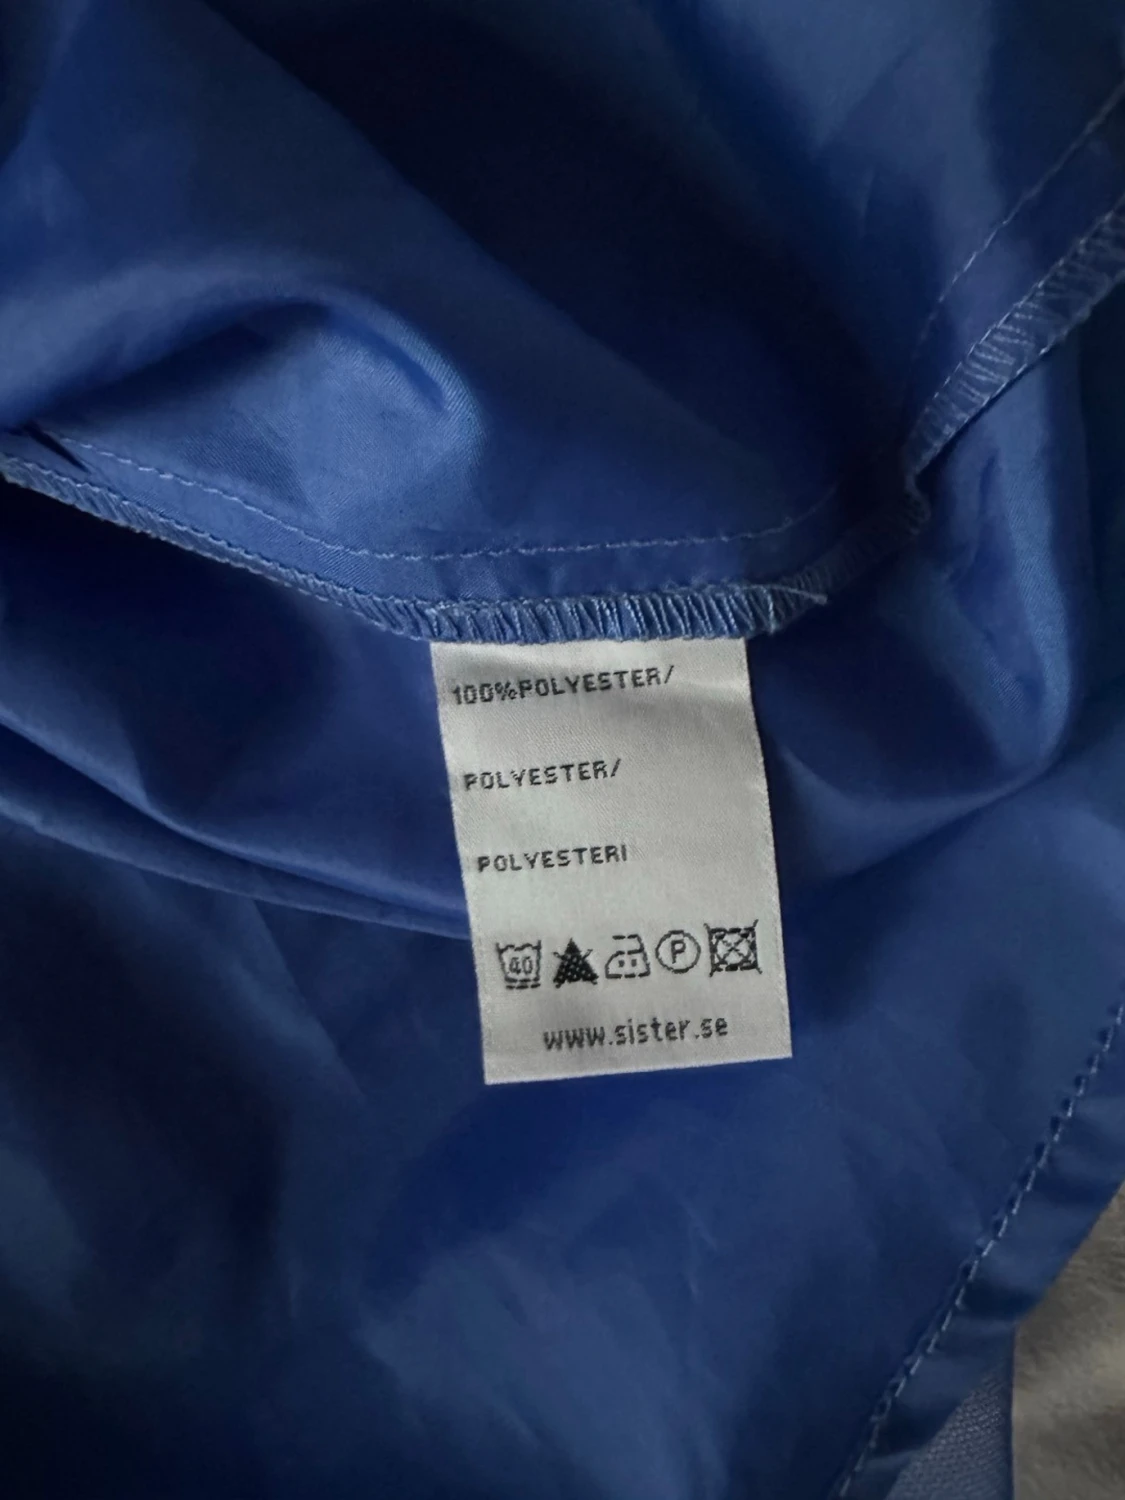 100%POLYESTER/
POLYESTER/
POLYESTERI
40 P
www.sister.se